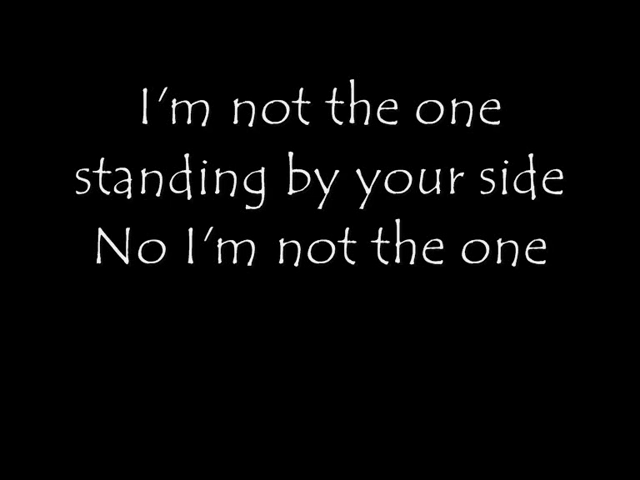 I'm not the one
standing by your side
No I'm not the one